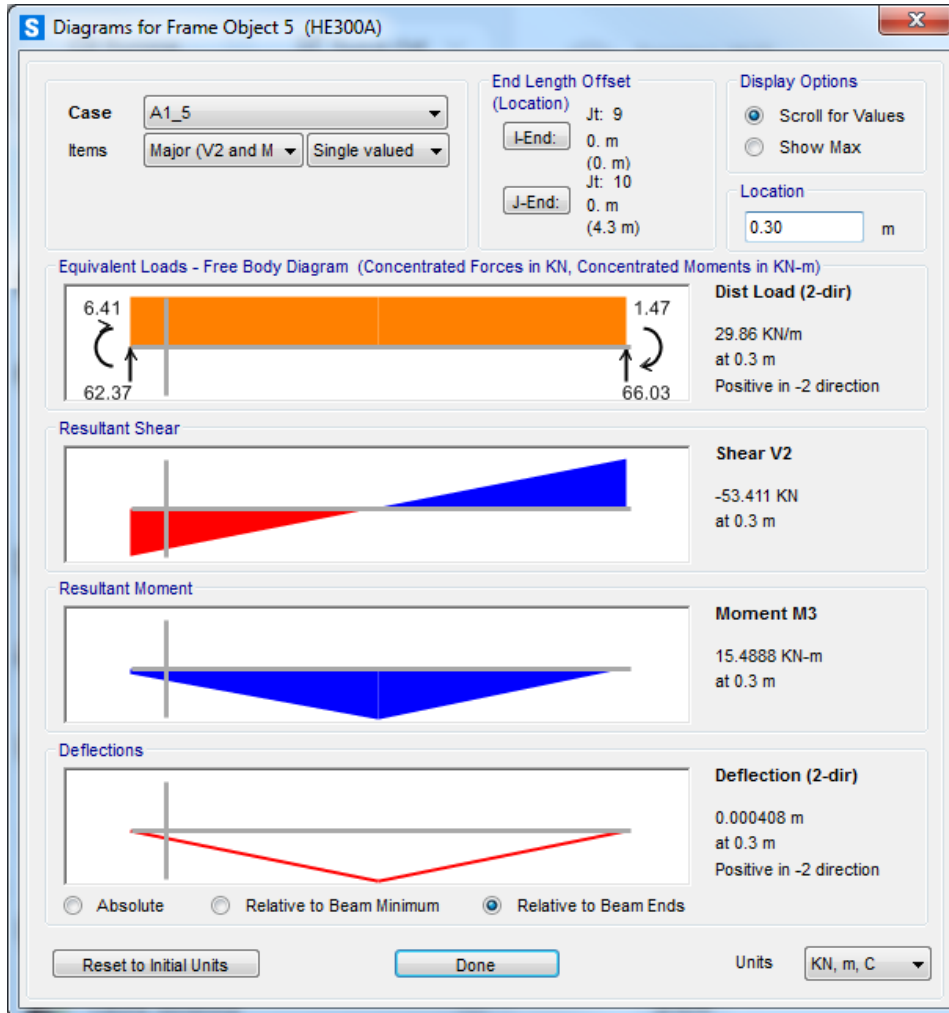 S Diagrams for Frame Object 5 (HE300A)
X
Case
A1_5
Items
Major (V2 and M
Single valued
End Length Offset
(Location)
Jt: 9
I-End:
0. m
(0. m)
Jt: 10
J-End:
0. m
(4.3 m)
Display Options
Scroll for Values
Show Max
Location
0.30
m
Equivalent Loads - Free Body Diagram (Concentrated Forces in KN, Concentrated Moments in KN-m)
6.41
1.47
62.37
66.03
Dist Load (2-dir)
29.86 KN/m
at 0.3 m
Positive in -2 direction
Resultant Shear
Shear V2
-53.411 KN
at 0.3 m
Resultant Moment
Moment M3
15.4888 KN-m
at 0.3 m
Deflections
Deflection (2-dir)
0.000408 m
at 0.3 m
Positive in -2 direction
Absolute
Relative to Beam Minimum
Relative to Beam Ends
Reset to Initial Units
Done
Units
KN, m, C